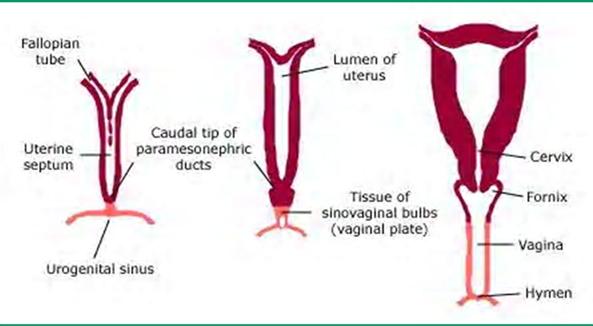 Fallopian
tube
Uterine
septum
Urogenital sinus
Caudal tip of
paramesonephric
ducts
Lumen of
uterus
Tissue of
sinovaginal bulbs
(vaginal plate)
Cervix
Fornix
Vagina
Hymen